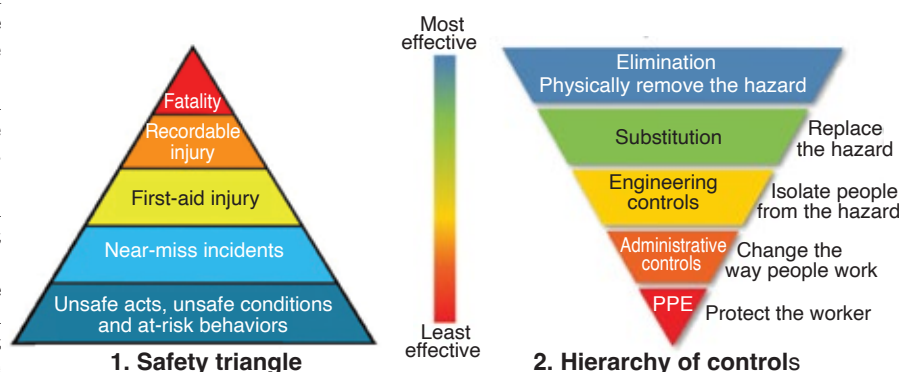 Most
effective
Fatality
Recordable
injury
First-aid injury
Near-miss incidents
Unsafe acts, unsafe conditions
and at-risk behaviors
Least
effective
1. Safety triangle
Elimination
Physically remove the hazard
Substitution
Replace
the hazard
Engineering
controls
Isolate people
from the hazard
Administrative
controls
Change the
way people work
PPE
Protect the worker
2. Hierarchy of controls